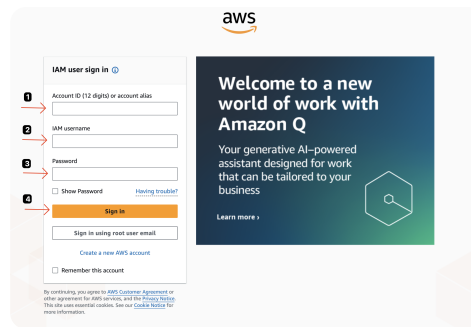 aws
IAM user sign in
1
Account ID (12 digits) or account alias
2
IAM username
3
Password
Show Password Having trouble?
4
Sign in
Sign in using root user email
Create a new AWS account
Remember this account
By continuing, you agree to AWS Customer Agreement or
other agreement for AWS services, and the Privacy Notice.
This site uses essential cookies. See our Cookie Notice for
more information.
Welcome to a new
world of work with
Amazon Q
Your generative AI-powered
assistant designed for work
that can be tailored to your
business
Learn more ›